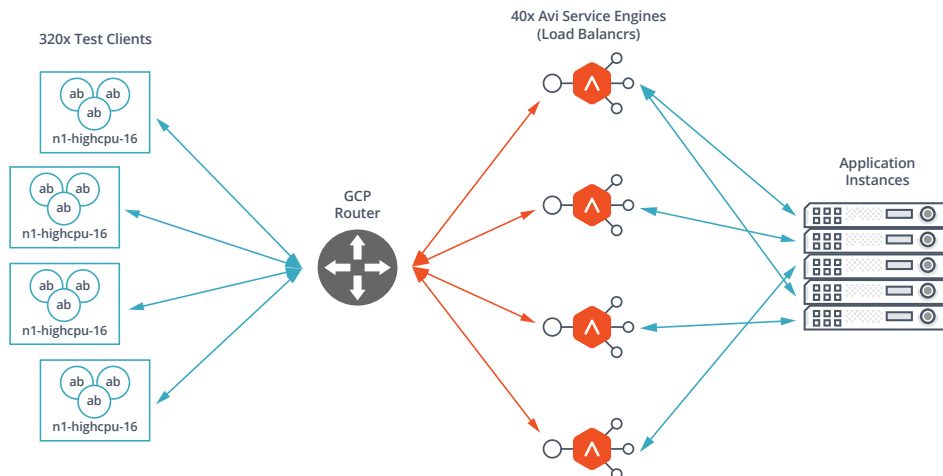 320x Test Clients
ab ab
ab
n1-highcpu-16
ab ab
ab
n1-highcpu-16
ab ab
ab
n1-highcpu-16
ab ab
ab
n1-highcpu-16
GCP
Router
40x Avi Service Engines
(Load Balancrs)
Application
Instances